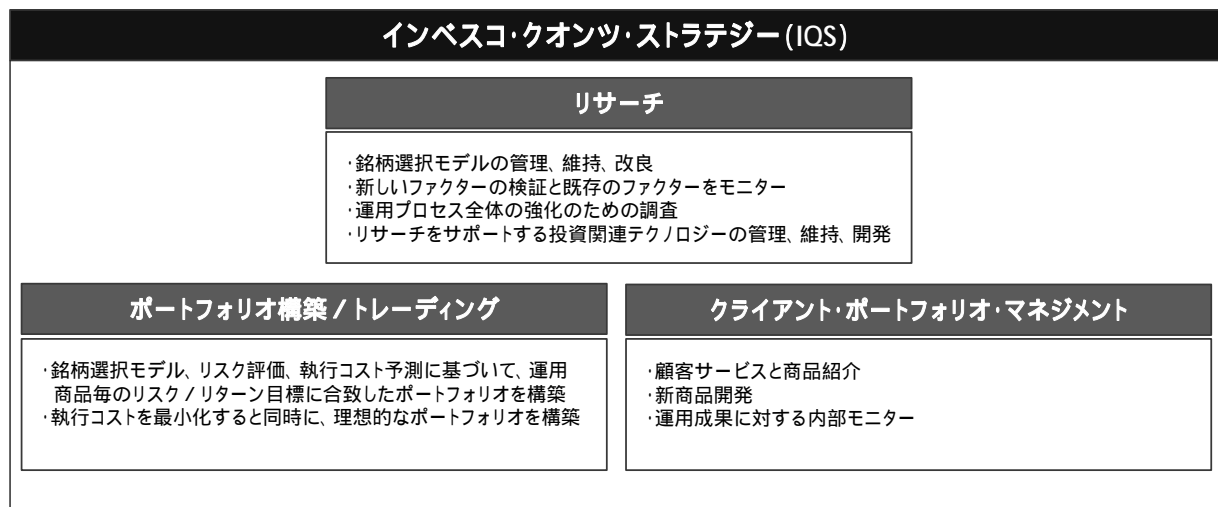 インベスコ・クオンツ・ストラテジー(IQS)
リサーチ
・銘柄選択モデルの管理、維持、改良
・新しいファクターの検証と既存のファクターをモニター
・運用プロセス全体の強化のための調査
・リサーチをサポートする投資関連テクノロジーの管理、維持、開発
ポートフォリオ構築/トレーディング
・銘柄選択モデル、リスク評価、執行コスト予測に基づいて、運用
商品毎のリスク/リターン目標に合致したポートフォリオを構築
・執行コストを最小化すると同時に、理想的なポートフォリオを構築
クライアント・ポートフォリオ・マネジメント
・顧客サービスと商品紹介
・新商品開発
・運用成果に対する内部モニター